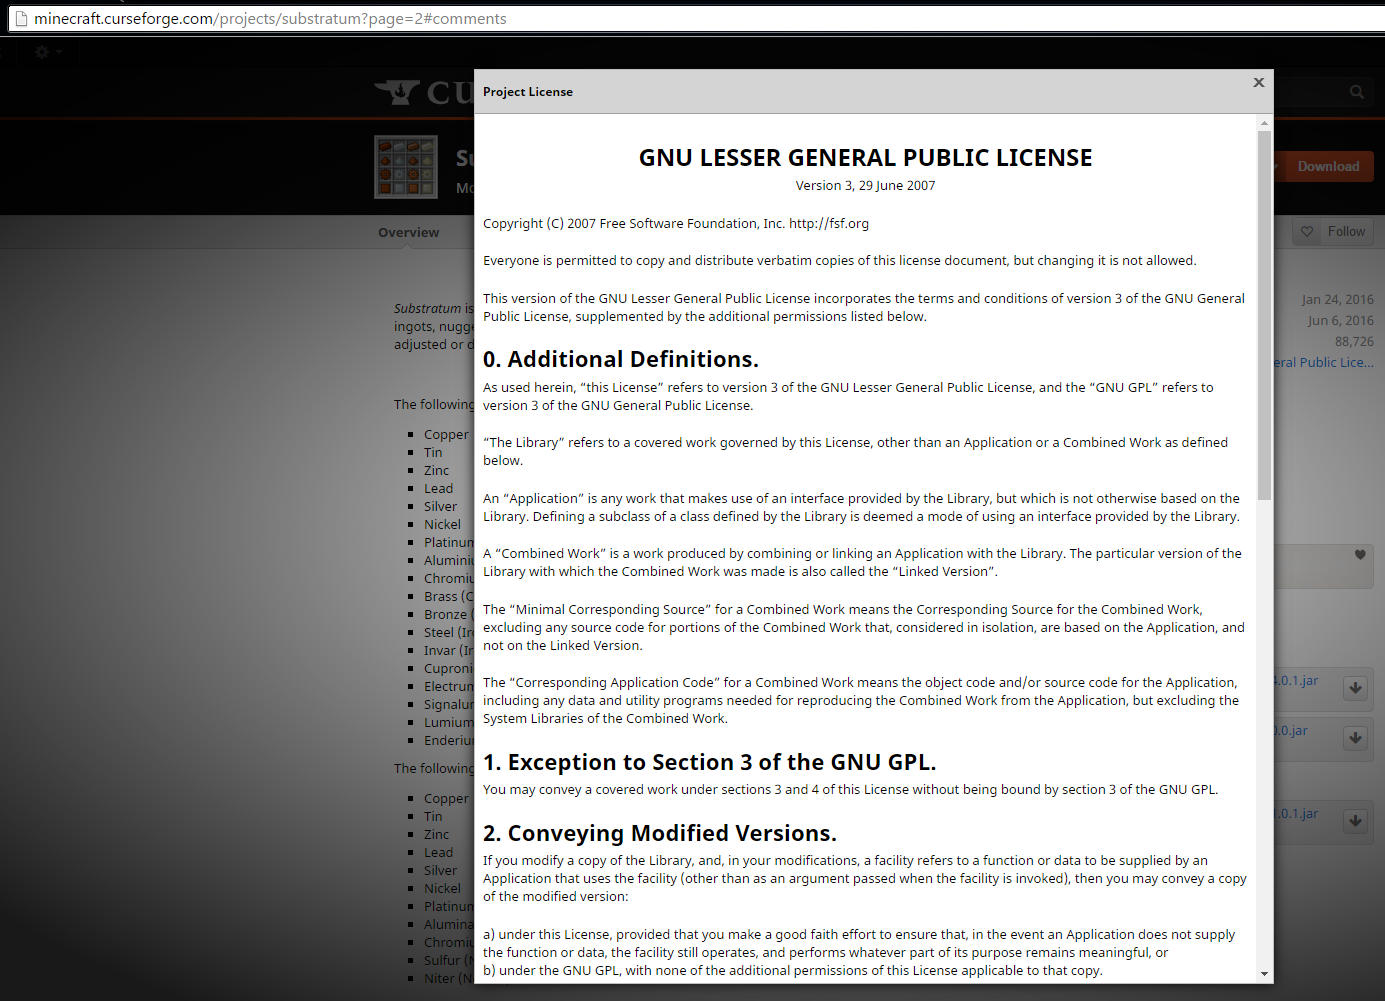 minecraft.curseforge.com/projects/substratum?page=2#comments
Project License
Download
Overview
Follow
Substratum is
ingots, nugge
adjusted or d
Jan 24, 2016
Jun 6, 2016
88,726
eral Public Lice...
The following
Copper
Tin
Zinc
Lead
Silver
Nickel
Platinum
Aluminiu
Chromiu
Brass (C
Bronze (
Steel (Iro
Invar (Ir
Cupronic
Electrum
Signalum
Lumium
Enderiu
The following
Copper
Tin
Zinc
Lead
Silver
Nickel
Platinum
Alumina
Chromiu
Sulfur (N
Niter (N
GNU LESSER GENERAL PUBLIC LICENSE
Version 3, 29 June 2007
Copyright (C) 2007 Free Software Foundation, Inc. http://fsf.org
Everyone is permitted to copy and distribute verbatim copies of this license document, but changing it is not allowed.
This version of the GNU Lesser General Public License incorporates the terms and conditions of version 3 of the GNU General
Public License, supplemented by the additional permissions listed below.
0. Additional Definitions.
As used herein, “this License” refers to version 3 of the GNU Lesser General Public License, and the “GNU GPL” refers to
version 3 of the GNU General Public License.
“The Library” refers to a covered work governed by this License, other than an Application or a Combined Work as defined
below.
An “Application” is any work that makes use of an interface provided by the Library, but which is not otherwise based on the
Library. Defining a subclass of a class defined by the Library is deemed a mode of using an interface provided by the Library.
A “Combined Work” is a work produced by combining or linking an Application with the Library. The particular version of the
Library with which the Combined Work was made is also called the “Linked Version”.
The “Minimal Corresponding Source” for a Combined Work means the Corresponding Source for the Combined Work,
excluding any source code for portions of the Combined Work that, considered in isolation, are based on the Application, and
not on the Linked Version.
The “Corresponding Application Code” for a Combined Work means the object code and/or source code for the Application,
including any data and utility programs needed for reproducing the Combined Work from the Application, but excluding the
System Libraries of the Combined Work.
1. Exception to Section 3 of the GNU GPL.
You may convey a covered work under sections 3 and 4 of this License without being bound by section 3 of the GNU GPL.
2. Conveying Modified Versions.
If you modify a copy of the Library, and, in your modifications, a facility refers to a function or data to be supplied by an
Application that uses the facility (other than as an argument passed when the facility is invoked), then you may convey a copy
of the modified version:
a) under this License, provided that you make a good faith effort to ensure that, in the event an Application does not supply
the function or data, the facility still operates, and performs whatever part of its purpose remains meaningful, or
b) under the GNU GPL, with none of the additional permissions of this License applicable to that copy.
.0.1.jar
0.0.jar
1.0.1.jar